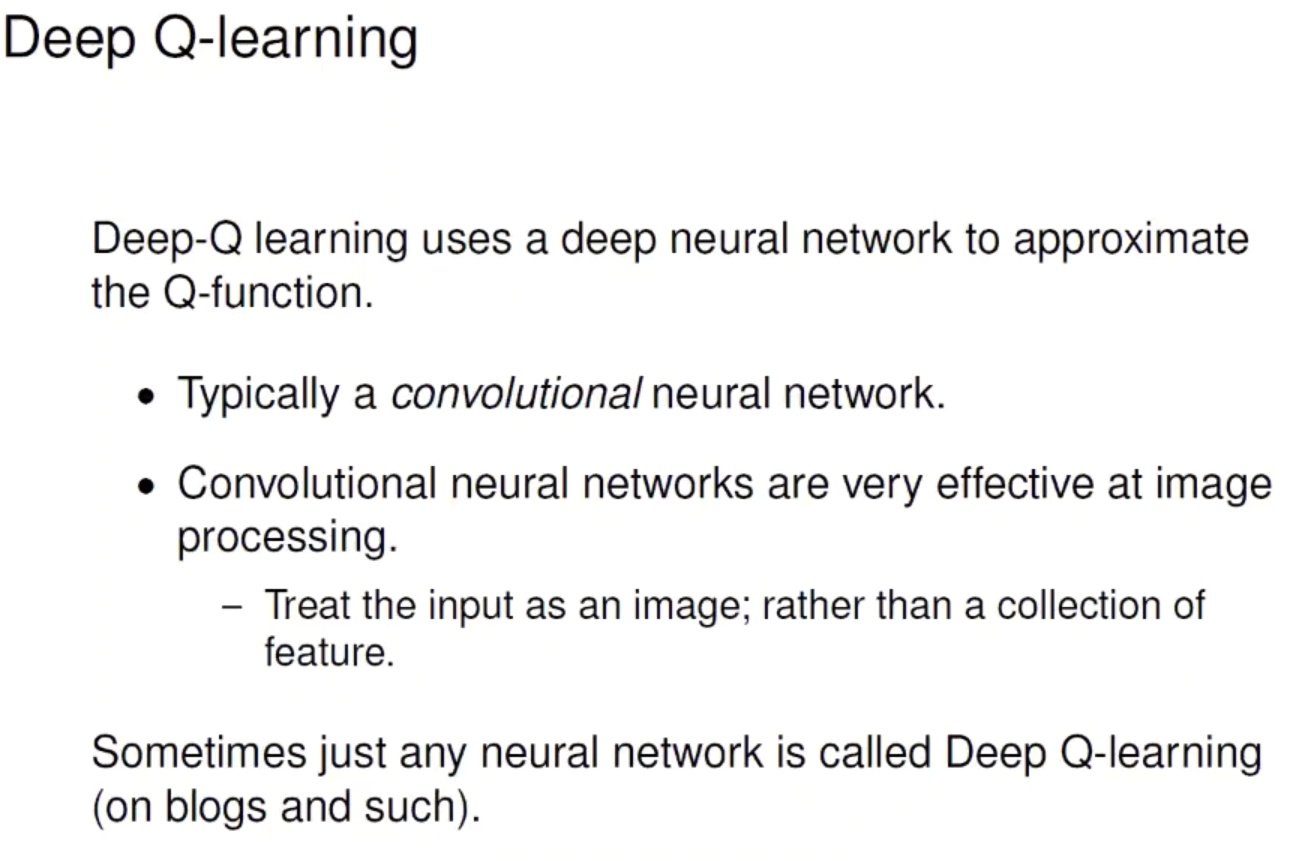 Deep Q-learning
Deep-Q learning uses a deep neural network to approximate
the Q-function.
• Typically a convolutional neural network.
• Convolutional neural networks are very effective at image
processing.
– Treat the input as an image; rather than a collection of
feature.
Sometimes just any neural network is called Deep Q-learning
(on blogs and such).